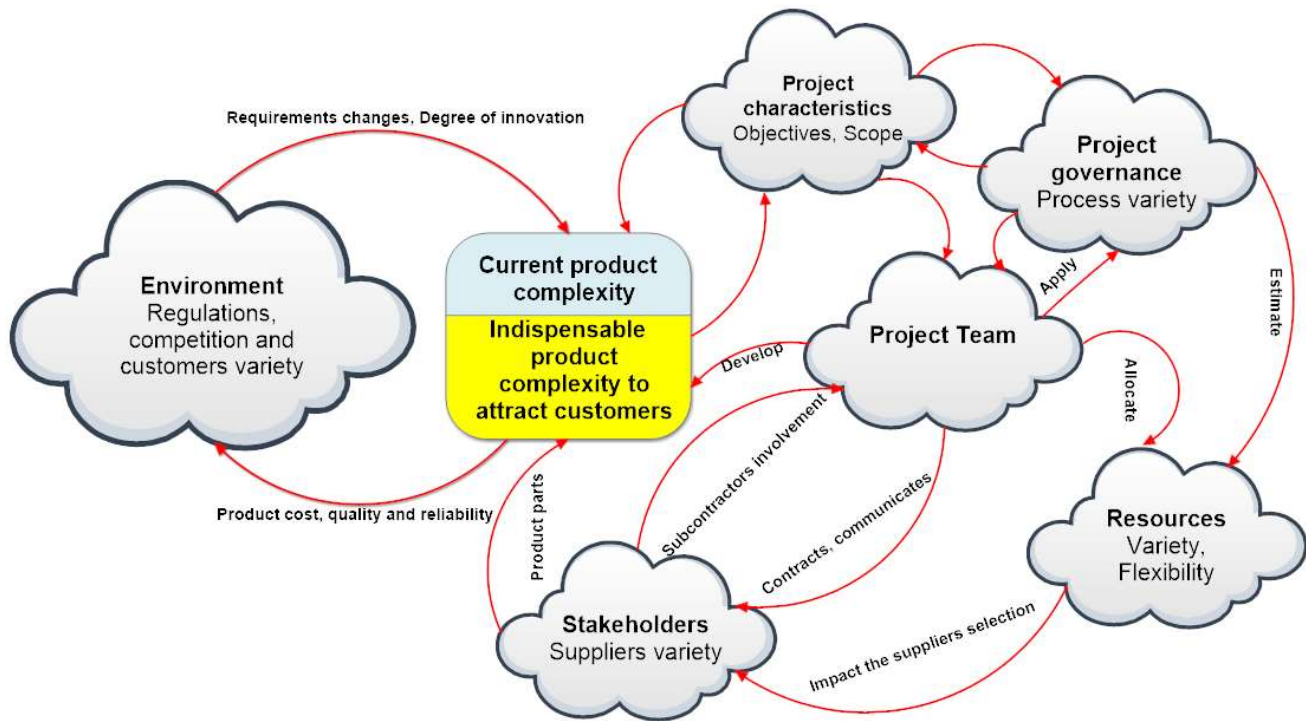 Project
characteristics
Objectives, Scope
Requirements changes, Degree of innovation
Project
governance
Process variety
Environment
Regulations,
competition and
customers variety
Current product
complexity
Indispensable
product
complexity to
attract customers
Develop
Project Team
Apply
Estimate
Allocate
Product cost, quality and reliability
Product parts
Subcontractors involvement
Contracts, communicates
Resources
Variety,
Flexibility
Stakeholders
Suppliers variety
Impact the suppliers selection